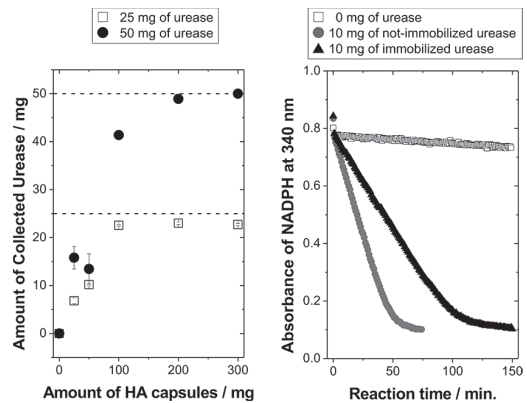 25 mg of urease
50 mg of urease
60
50
40
30
20
10
0
0
100
200
300
Amount of Collected Urease / mg
Amount of HA capsules / mg
0 mg of urease
10 mg of not-immobilized urease
10 mg of immobilized urease
1.0
0.8
0.6
0.4
0.2
0.0
0
50
100
150
Absorbance of NADPH at 340 nm
Reaction time / min.